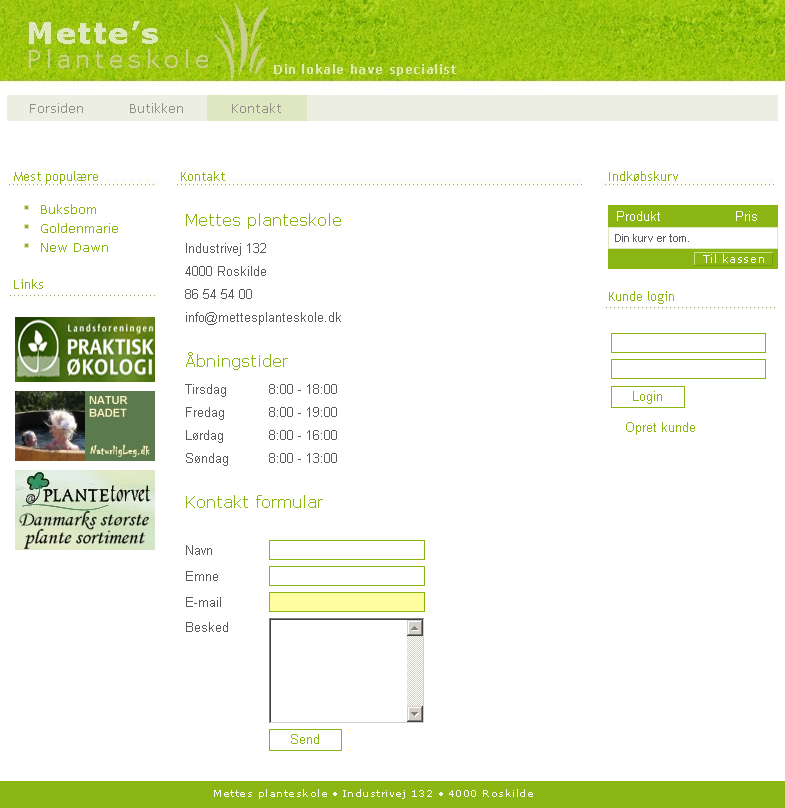 Mette's
Planteskole
Din lokale have specialist
Forsiden Butikken Kontakt
Mest populære
Buksbom
Goldenmarie
New Dawn
Links
Landsforeningen
PRAKTISK
ØKOLOGI
NATUR
BADET
NaturligLeg.dk
@PLANTEtorvet
Danmarks største
plante sortiment
Kontakt
Mettes planteskole
Industrivej 132
4000 Roskilde
86 54 54 00
info@mettesplanteskole.dk
Åbningstider
Tirsdag 8:00 - 18:00
Fredag 8:00 - 19:00
Lørdag 8:00 - 16:00
Søndag 8:00 - 13:00
Kontakt formular
Navn
Emne
E-mail
Besked
Send
Indkøbskurv
Produkt Pris
Din kurv er tom.
Til kassen
Kunde login
Login
Opret kunde
Mettes planteskole • Industrivej 132 • 4000 Roskilde